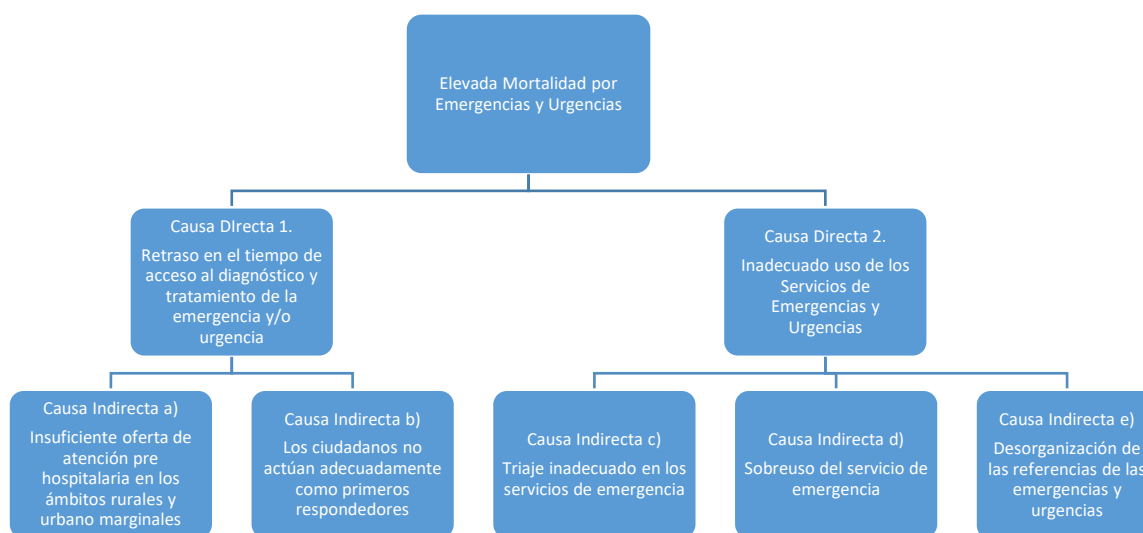 Elevada Mortalidad por
Emergencias y Urgencias
Causa DIrecta 1.
Retraso en el tiempo de
acceso al diagnóstico y
tratamiento de la
emergencia y/o
urgencia
Causa Directa 2.
Inadecuado uso de los
Servicios de
Emergencias y
Urgencias
Causa Indirecta a)
Insuficiente oferta de
atención pre
hospitalaria en los
ámbitos rurales y
urbano marginales
Causa Indirecta b)
Los ciudadanos no
actúan adecuadamente
como primeros
respondedores
Causa Indirecta c)
Triaje inadecuado en los
servicios de emergencia
Causa Indirecta d)
Sobreuso del servicio de
emergencia
Causa Indirecta e)
Desorganización de
las referencias de las
emergencias y
urgencias